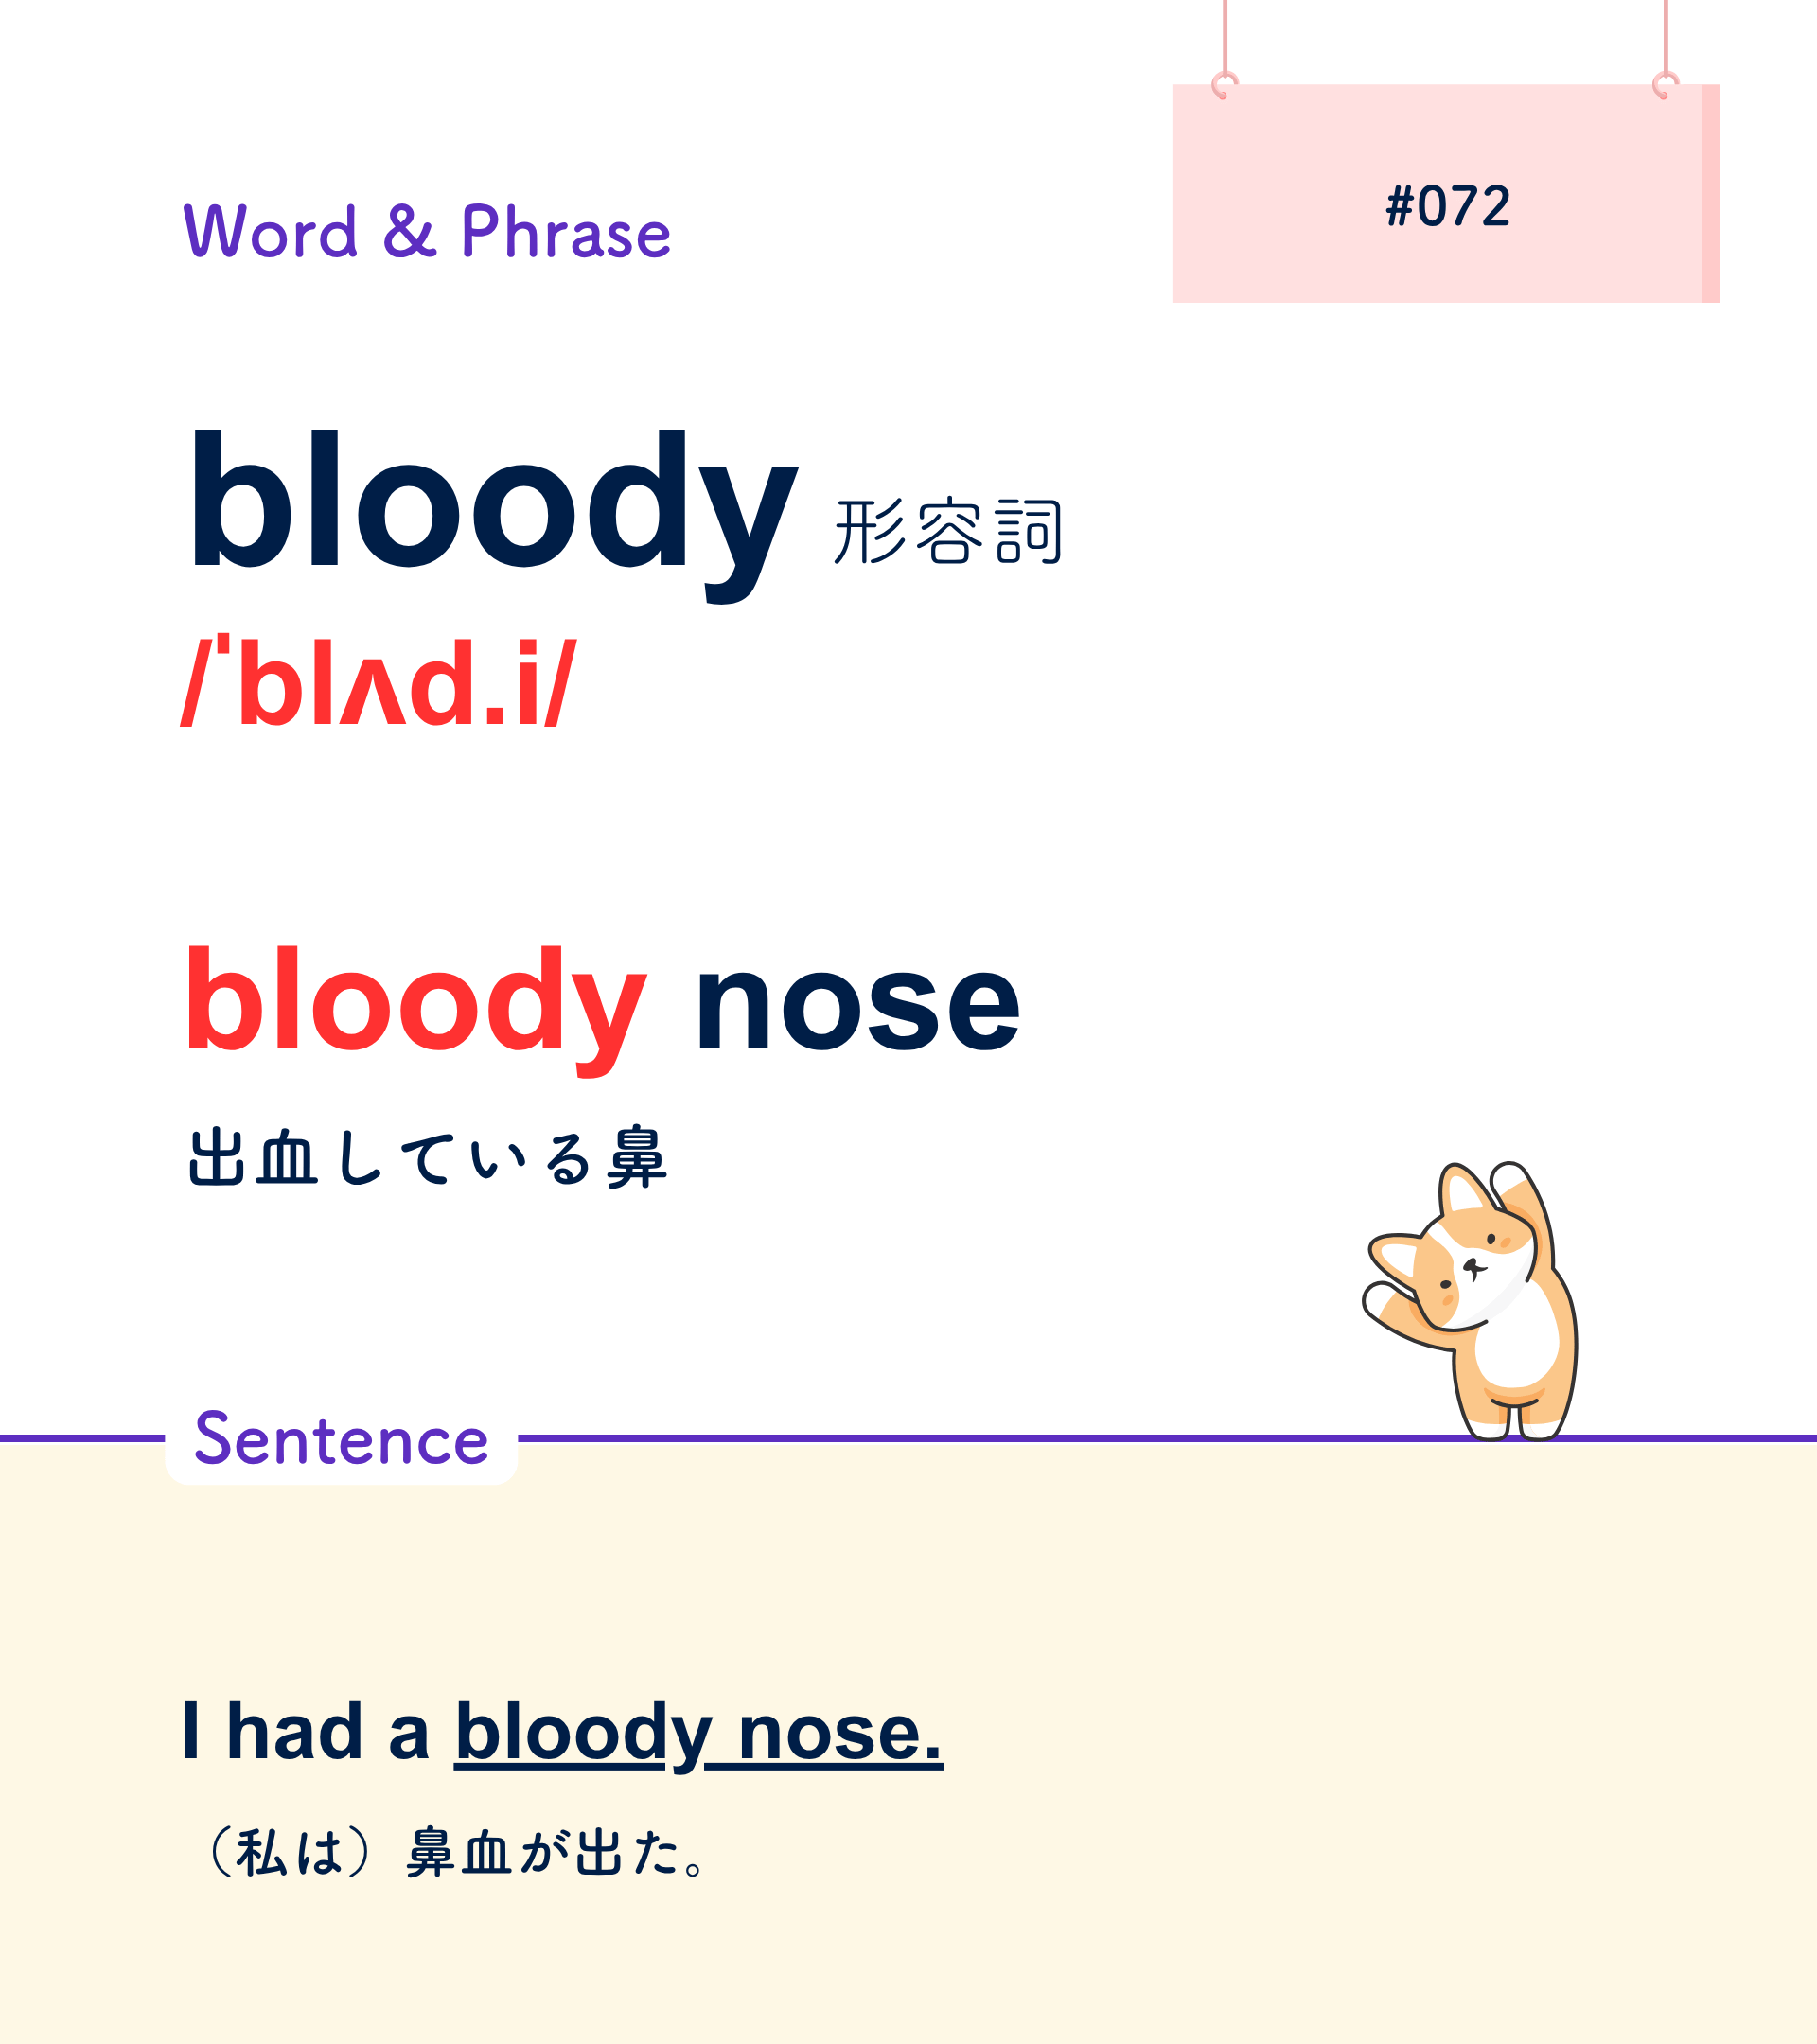 #072
Word & Phrase
bloody 形容詞
/ˈblʌd.i/
bloody nose
出血している鼻
Sentence
I had a bloody nose.
（私は）鼻血が出た。